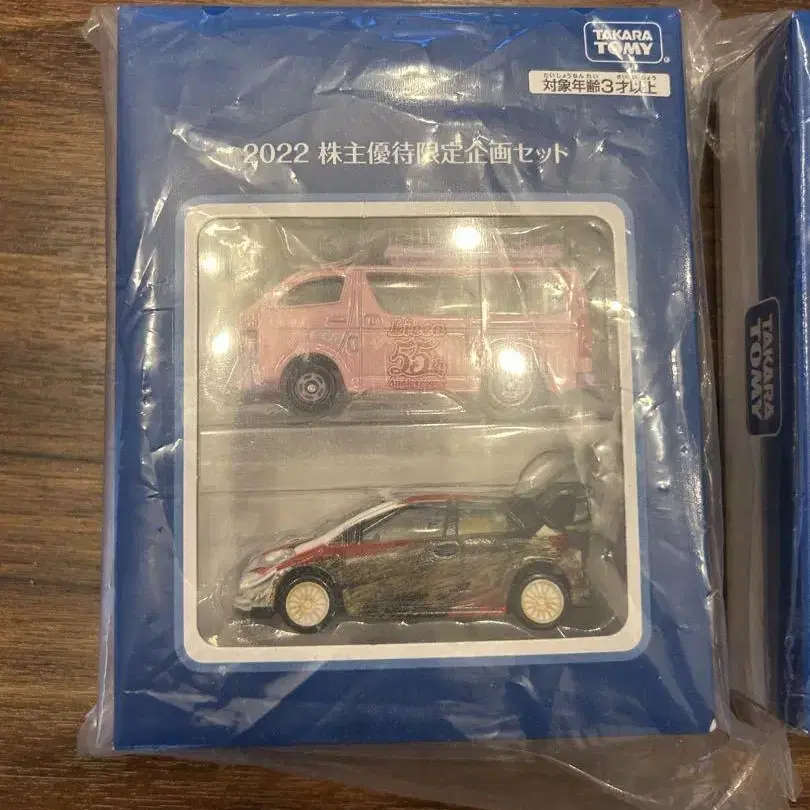 TAKARA
TOMY
たいしょうねんれい さいいじょう
対象年齢3才以上
2022 株主優待限定企画セット
Licca
55th
Anniversary
TAKARA
TOMY